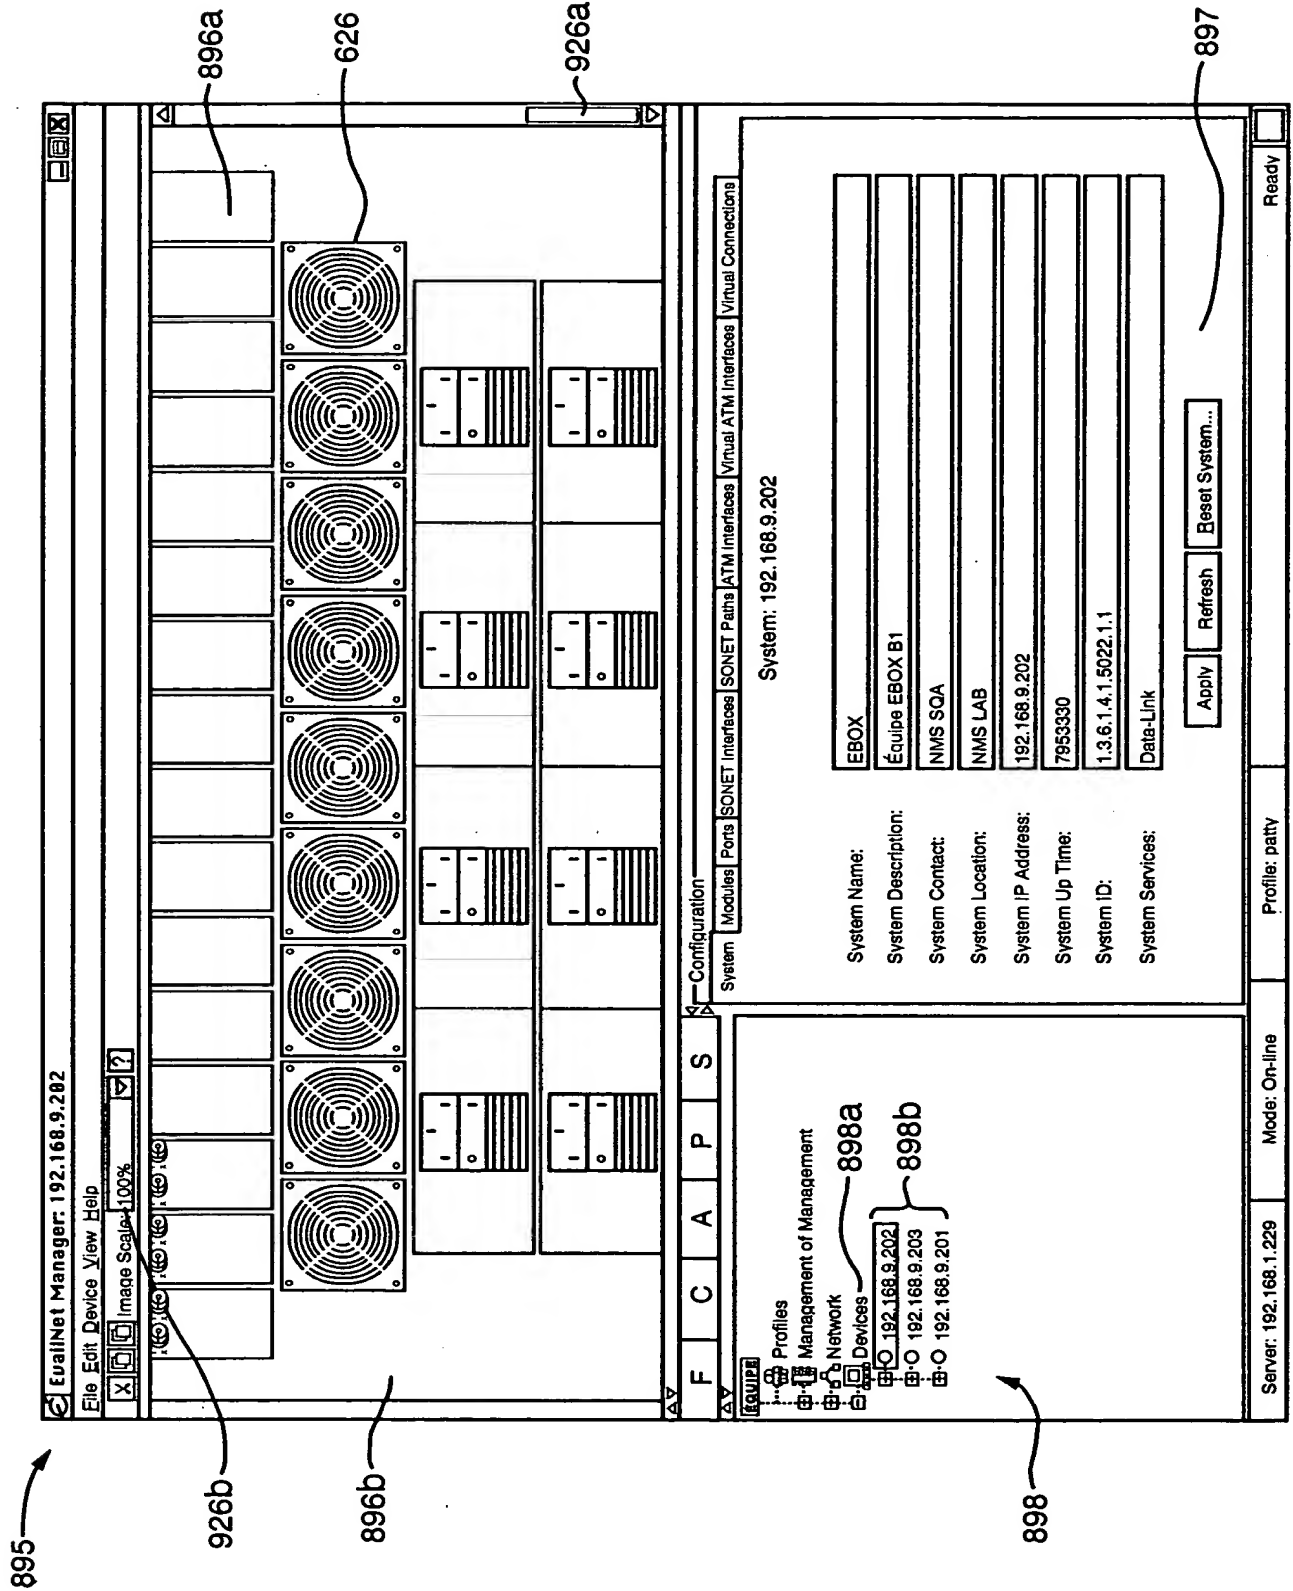 895
EuallNet Manager: 192.168.9.202
File Edit Device View Help
Image Scale: 100% ?
926b
896a
626
896b
926a
F C A P S
EQUIPE
Profiles
Management of Management
Network
Devices
192.168.9.202
192.168.9.203
192.168.9.201
898a
898b
898
Configuration
System Modules Ports SONET Interfaces SONET Paths ATM Interfaces Virtual ATM Interfaces Virtual Connections
System: 192.168.9.202
System Name: EBOX
System Description: Équipe EBOX B1
System Contact: NMS SQA
System Location: NMS LAB
System IP Address: 192.168.9.202
System Up Time: 7953330
System ID: 1.3.6.1.4.1.5022.1.1
System Services: Data-Link
Apply Refresh Reset System...
897
Server: 192.168.1.229 Mode: On-line Profile: patty Ready